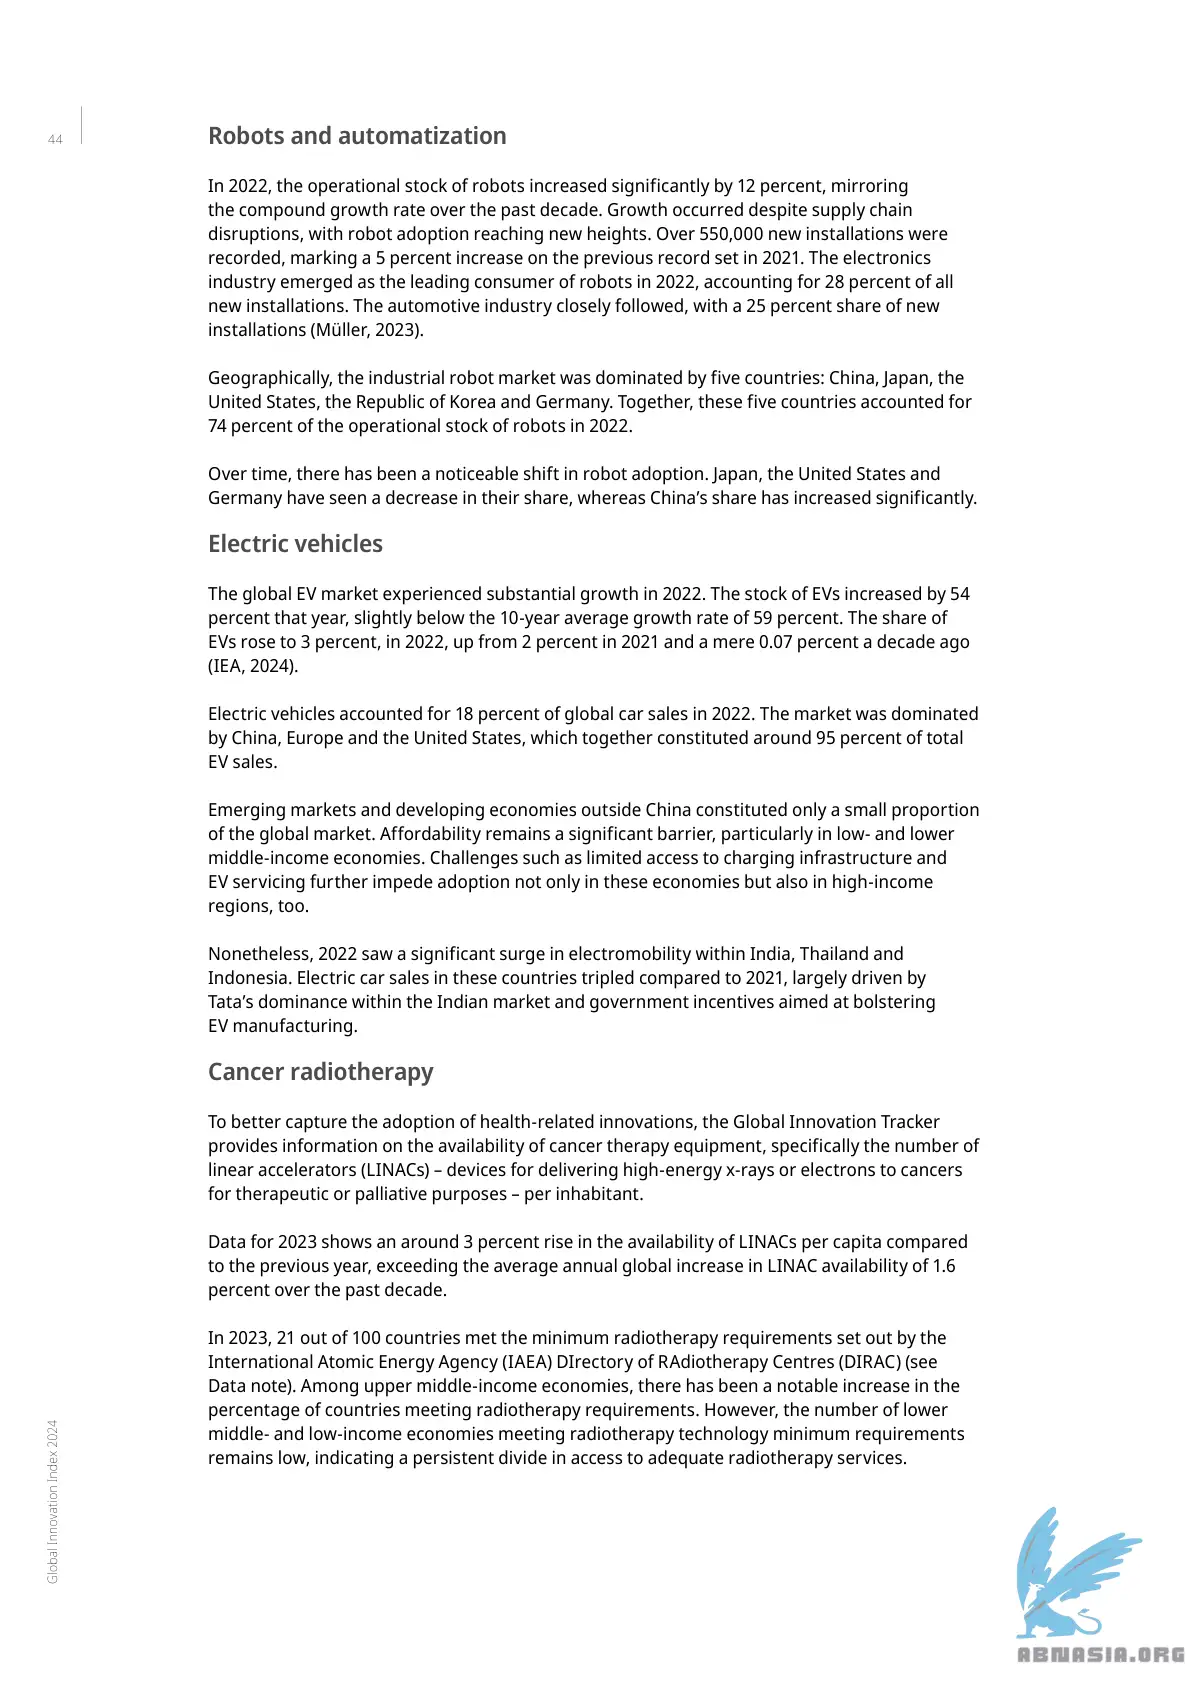 44
Robots and automatization
In 2022, the operational stock of robots increased significantly by 12 percent, mirroring
the compound growth rate over the past decade. Growth occurred despite supply chain
disruptions, with robot adoption reaching new heights. Over 550,000 new installations were
recorded, marking a 5 percent increase on the previous record set in 2021. The electronics
industry emerged as the leading consumer of robots in 2022, accounting for 28 percent of all
new installations. The automotive industry closely followed, with a 25 percent share of new
installations (Müller, 2023).
Geographically, the industrial robot market was dominated by five countries: China, Japan, the
United States, the Republic of Korea and Germany. Together, these five countries accounted for
74 percent of the operational stock of robots in 2022.
Over time, there has been a noticeable shift in robot adoption. Japan, the United States and
Germany have seen a decrease in their share, whereas China’s share has increased significantly.
Electric vehicles
The global EV market experienced substantial growth in 2022. The stock of EVs increased by 54
percent that year, slightly below the 10-year average growth rate of 59 percent. The share of
EVs rose to 3 percent, in 2022, up from 2 percent in 2021 and a mere 0.07 percent a decade ago
(IEA, 2024).
Electric vehicles accounted for 18 percent of global car sales in 2022. The market was dominated
by China, Europe and the United States, which together constituted around 95 percent of total
EV sales.
Emerging markets and developing economies outside China constituted only a small proportion
of the global market. Affordability remains a significant barrier, particularly in low- and lower
middle-income economies. Challenges such as limited access to charging infrastructure and
EV servicing further impede adoption not only in these economies but also in high-income
regions, too.
Nonetheless, 2022 saw a significant surge in electromobility within India, Thailand and
Indonesia. Electric car sales in these countries tripled compared to 2021, largely driven by
Tata’s dominance within the Indian market and government incentives aimed at bolstering
EV manufacturing.
Cancer radiotherapy
To better capture the adoption of health-related innovations, the Global Innovation Tracker
provides information on the availability of cancer therapy equipment, specifically the number of
linear accelerators (LINACs) – devices for delivering high-energy x-rays or electrons to cancers
for therapeutic or palliative purposes – per inhabitant.
Data for 2023 shows an around 3 percent rise in the availability of LINACs per capita compared
to the previous year, exceeding the average annual global increase in LINAC availability of 1.6
percent over the past decade.
In 2023, 21 out of 100 countries met the minimum radiotherapy requirements set out by the
International Atomic Energy Agency (IAEA) DIrectory of RAdiotherapy Centres (DIRAC) (see
Data note). Among upper middle-income economies, there has been a notable increase in the
percentage of countries meeting radiotherapy requirements. However, the number of lower
middle- and low-income economies meeting radiotherapy technology minimum requirements
remains low, indicating a persistent divide in access to adequate radiotherapy services.
Global Innovation Index 2024
ABNASIA.ORG